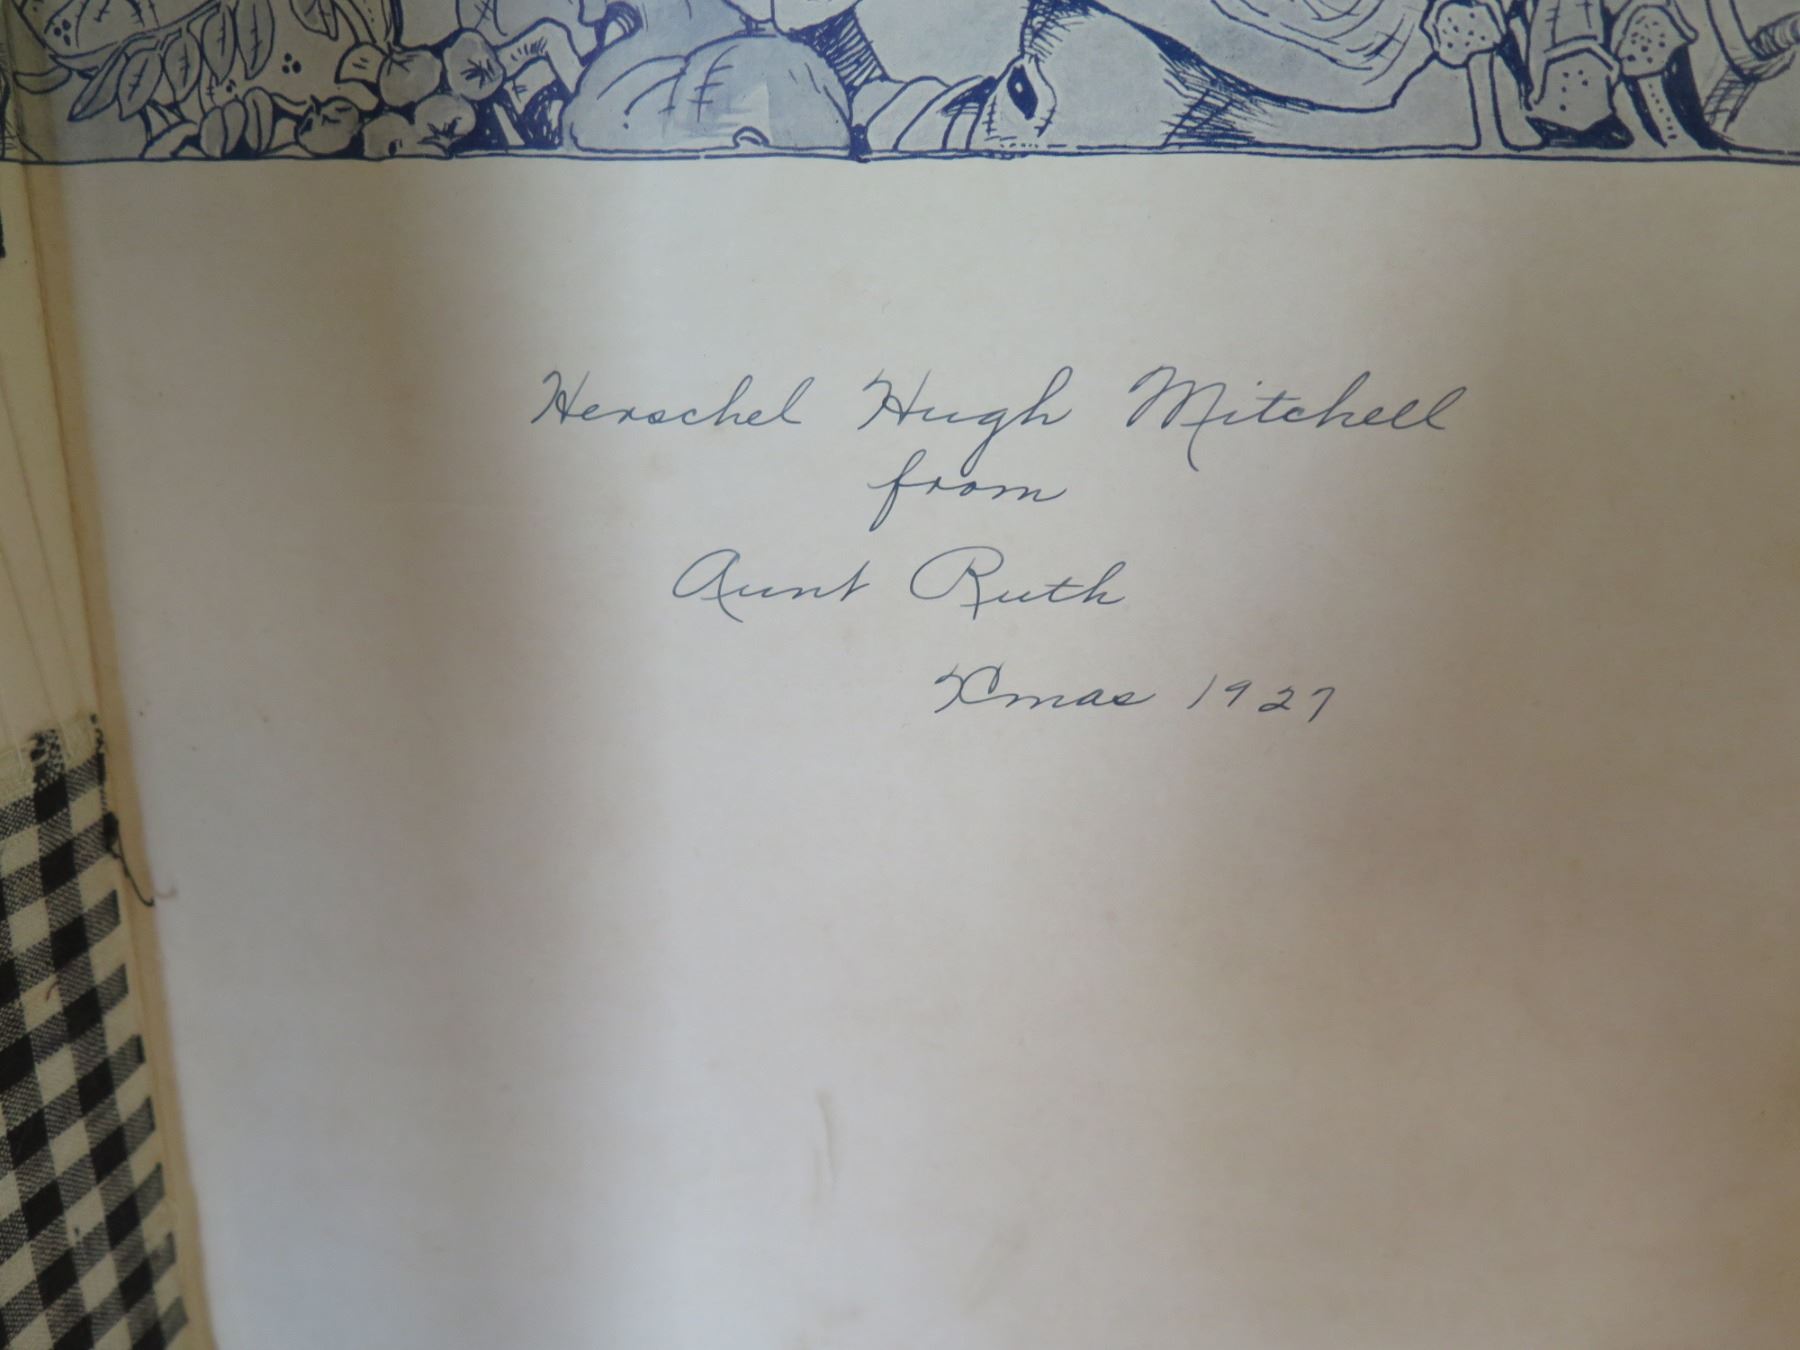 Herschel Hugh Mitchell
from
Aunt Ruth
Xmas 1927